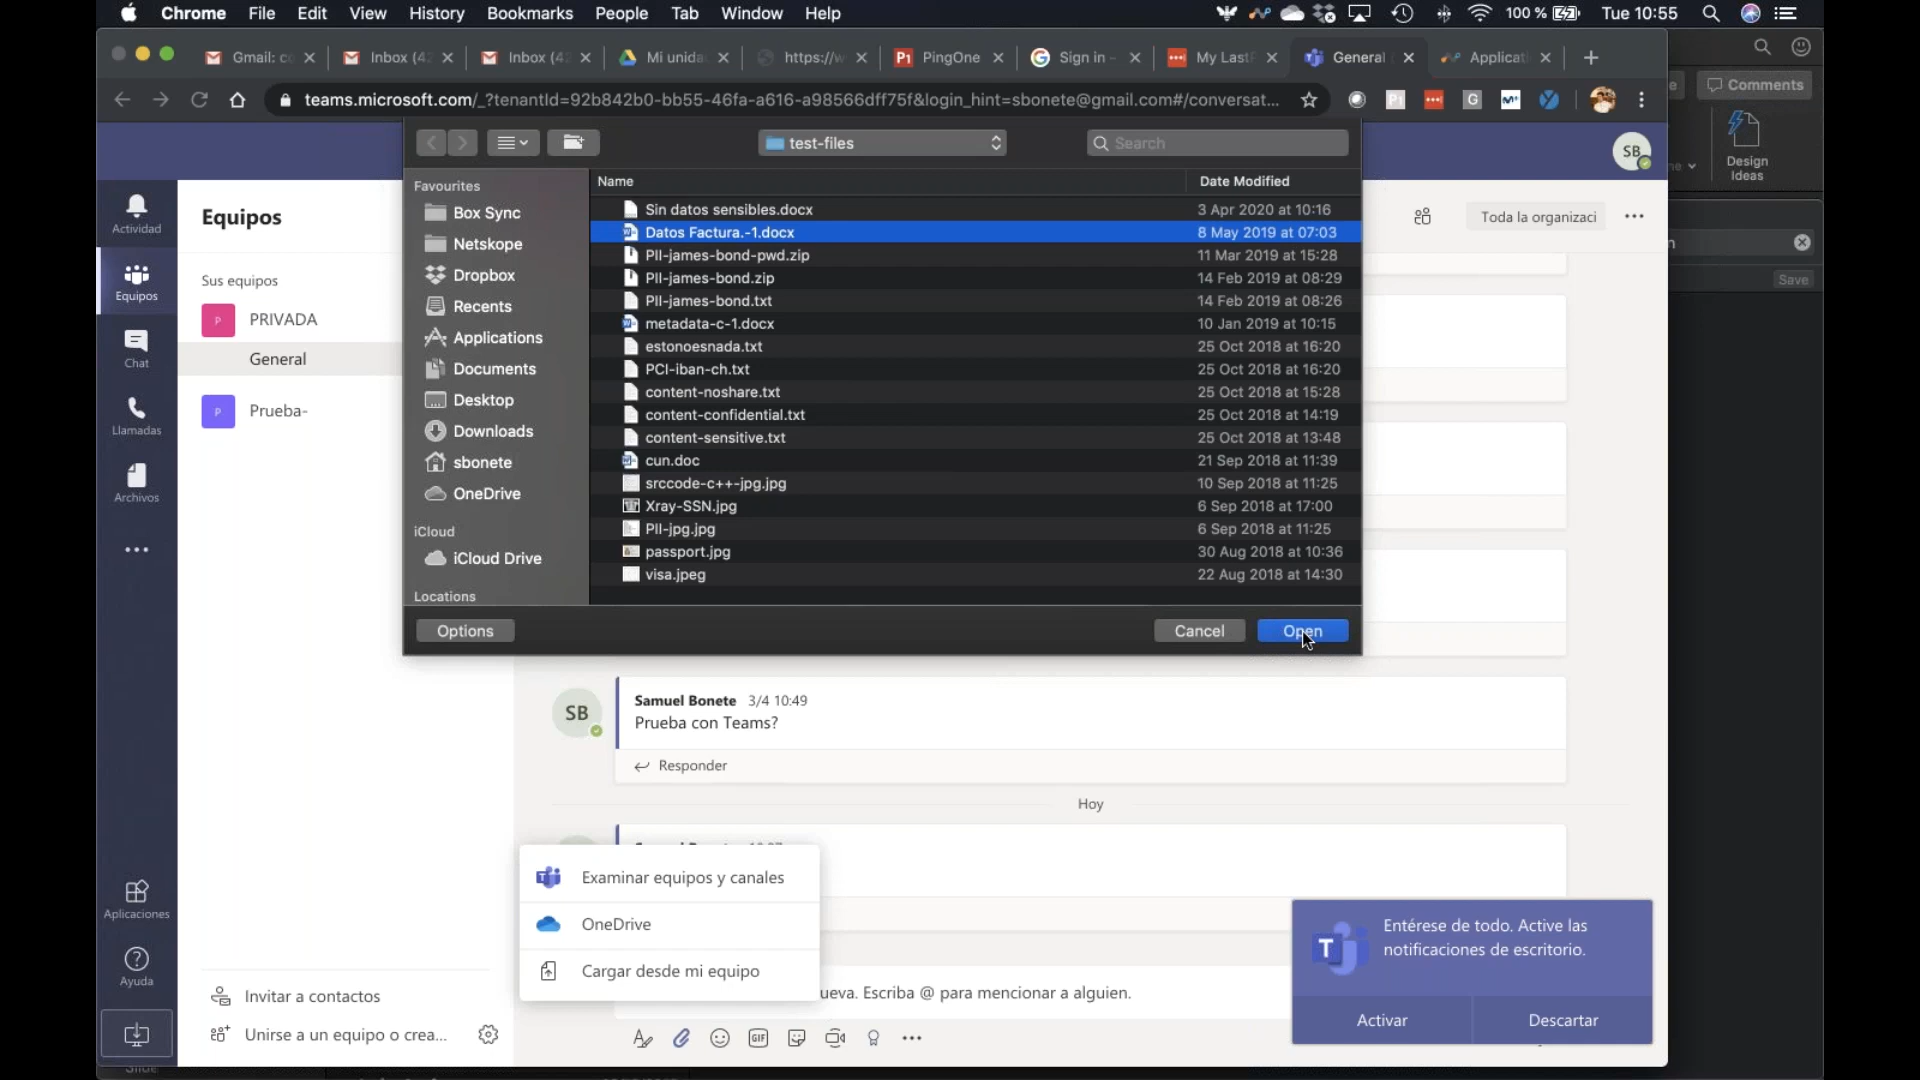 Chrome File Edit View History Bookmarks People Tab Window Help 100 % Tue 10:55
Gmail: co Inbox (42 Inbox (42 Mi unida https://w PingOne Sign in - My LastP General Applicati
teams.microsoft.com/_?tenantId=92b842b0-bb55-46fa-a616-a98566dff75f&login_hint=sbonete@gmail.com#/conversat...
Comments
test-files Search
SB
Design
Ideas
Favourites
Box Sync
Netskope
Dropbox
Recents
Applications
Documents
Desktop
Downloads
sbonete
OneDrive
iCloud
iCloud Drive
Locations
Name Date Modified
Sin datos sensibles.docx 3 Apr 2020 at 10:16
Datos Factura.-1.docx 8 May 2019 at 07:03
PII-james-bond-pwd.zip 11 Mar 2019 at 15:28
PII-james-bond.zip 14 Feb 2019 at 08:29
PII-james-bond.txt 14 Feb 2019 at 08:26
metadata-c-1.docx 10 Jan 2019 at 10:15
estonoesnada.txt 25 Oct 2018 at 16:20
PCI-iban-ch.txt 25 Oct 2018 at 16:20
content-noshare.txt 25 Oct 2018 at 15:28
content-confidential.txt 25 Oct 2018 at 14:19
content-sensitive.txt 25 Oct 2018 at 13:48
cun.doc 21 Sep 2018 at 11:39
srccode-c++-jpg.jpg 10 Sep 2018 at 11:25
Xray-SSN.jpg 6 Sep 2018 at 17:00
PII-jpg.jpg 6 Sep 2018 at 11:25
passport.jpg 30 Aug 2018 at 10:36
visa.jpeg 22 Aug 2018 at 14:30
Options Cancel Open
Actividad
Equipos
Chat
Llamadas
Archivos
Aplicaciones
Ayuda
Equipos
Sus equipos
P PRIVADA
General
P Prueba-
Invitar a contactos
Unirse a un equipo o crea...
Toda la organizaci
Save
SB
Samuel Bonete 3/4 10:49
Prueba con Teams?
Responder
Hoy
Examinar equipos y canales
OneDrive
Cargar desde mi equipo
ueva. Escriba @ para mencionar a alguien.
GIF
Entérese de todo. Active las
notificaciones de escritorio.
Activar Descartar